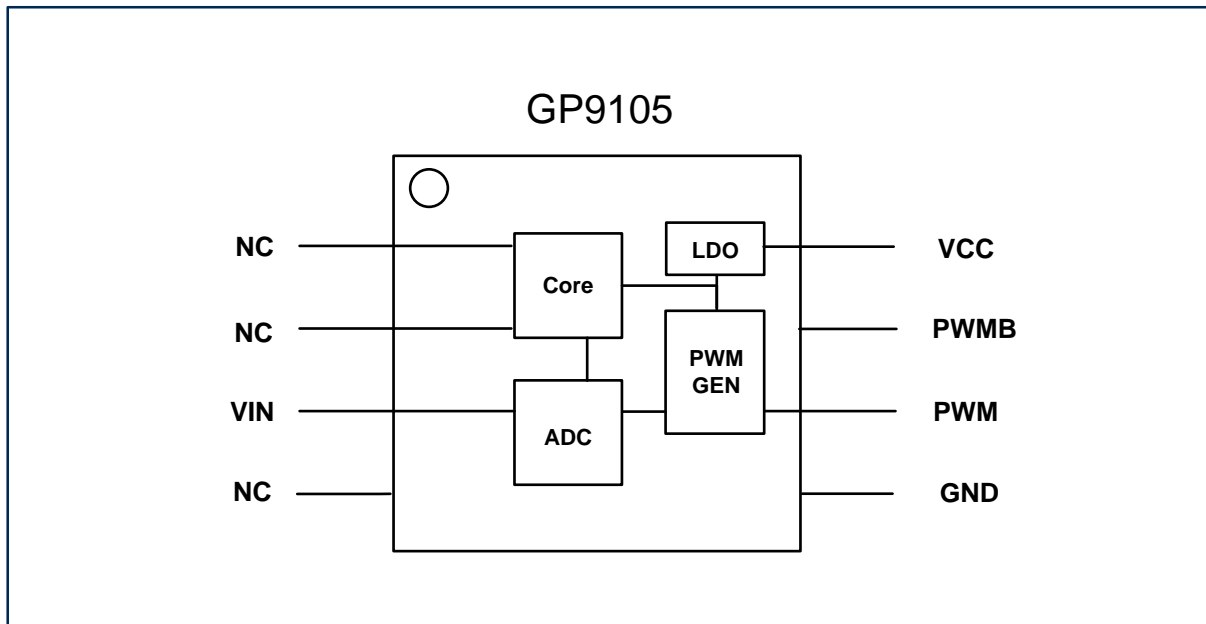 GP9105
NC
LDO
VCC
Core
NC
PWMB
PWM
GEN
VIN
PWM
ADC
NC
GND